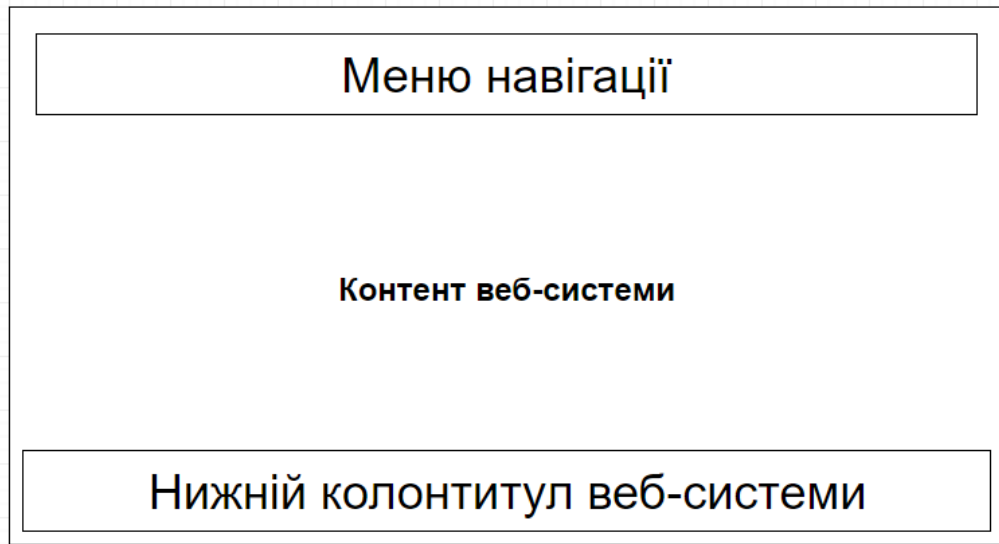 Меню навігації
Контент веб-системи
Нижній колонтитул веб-системи